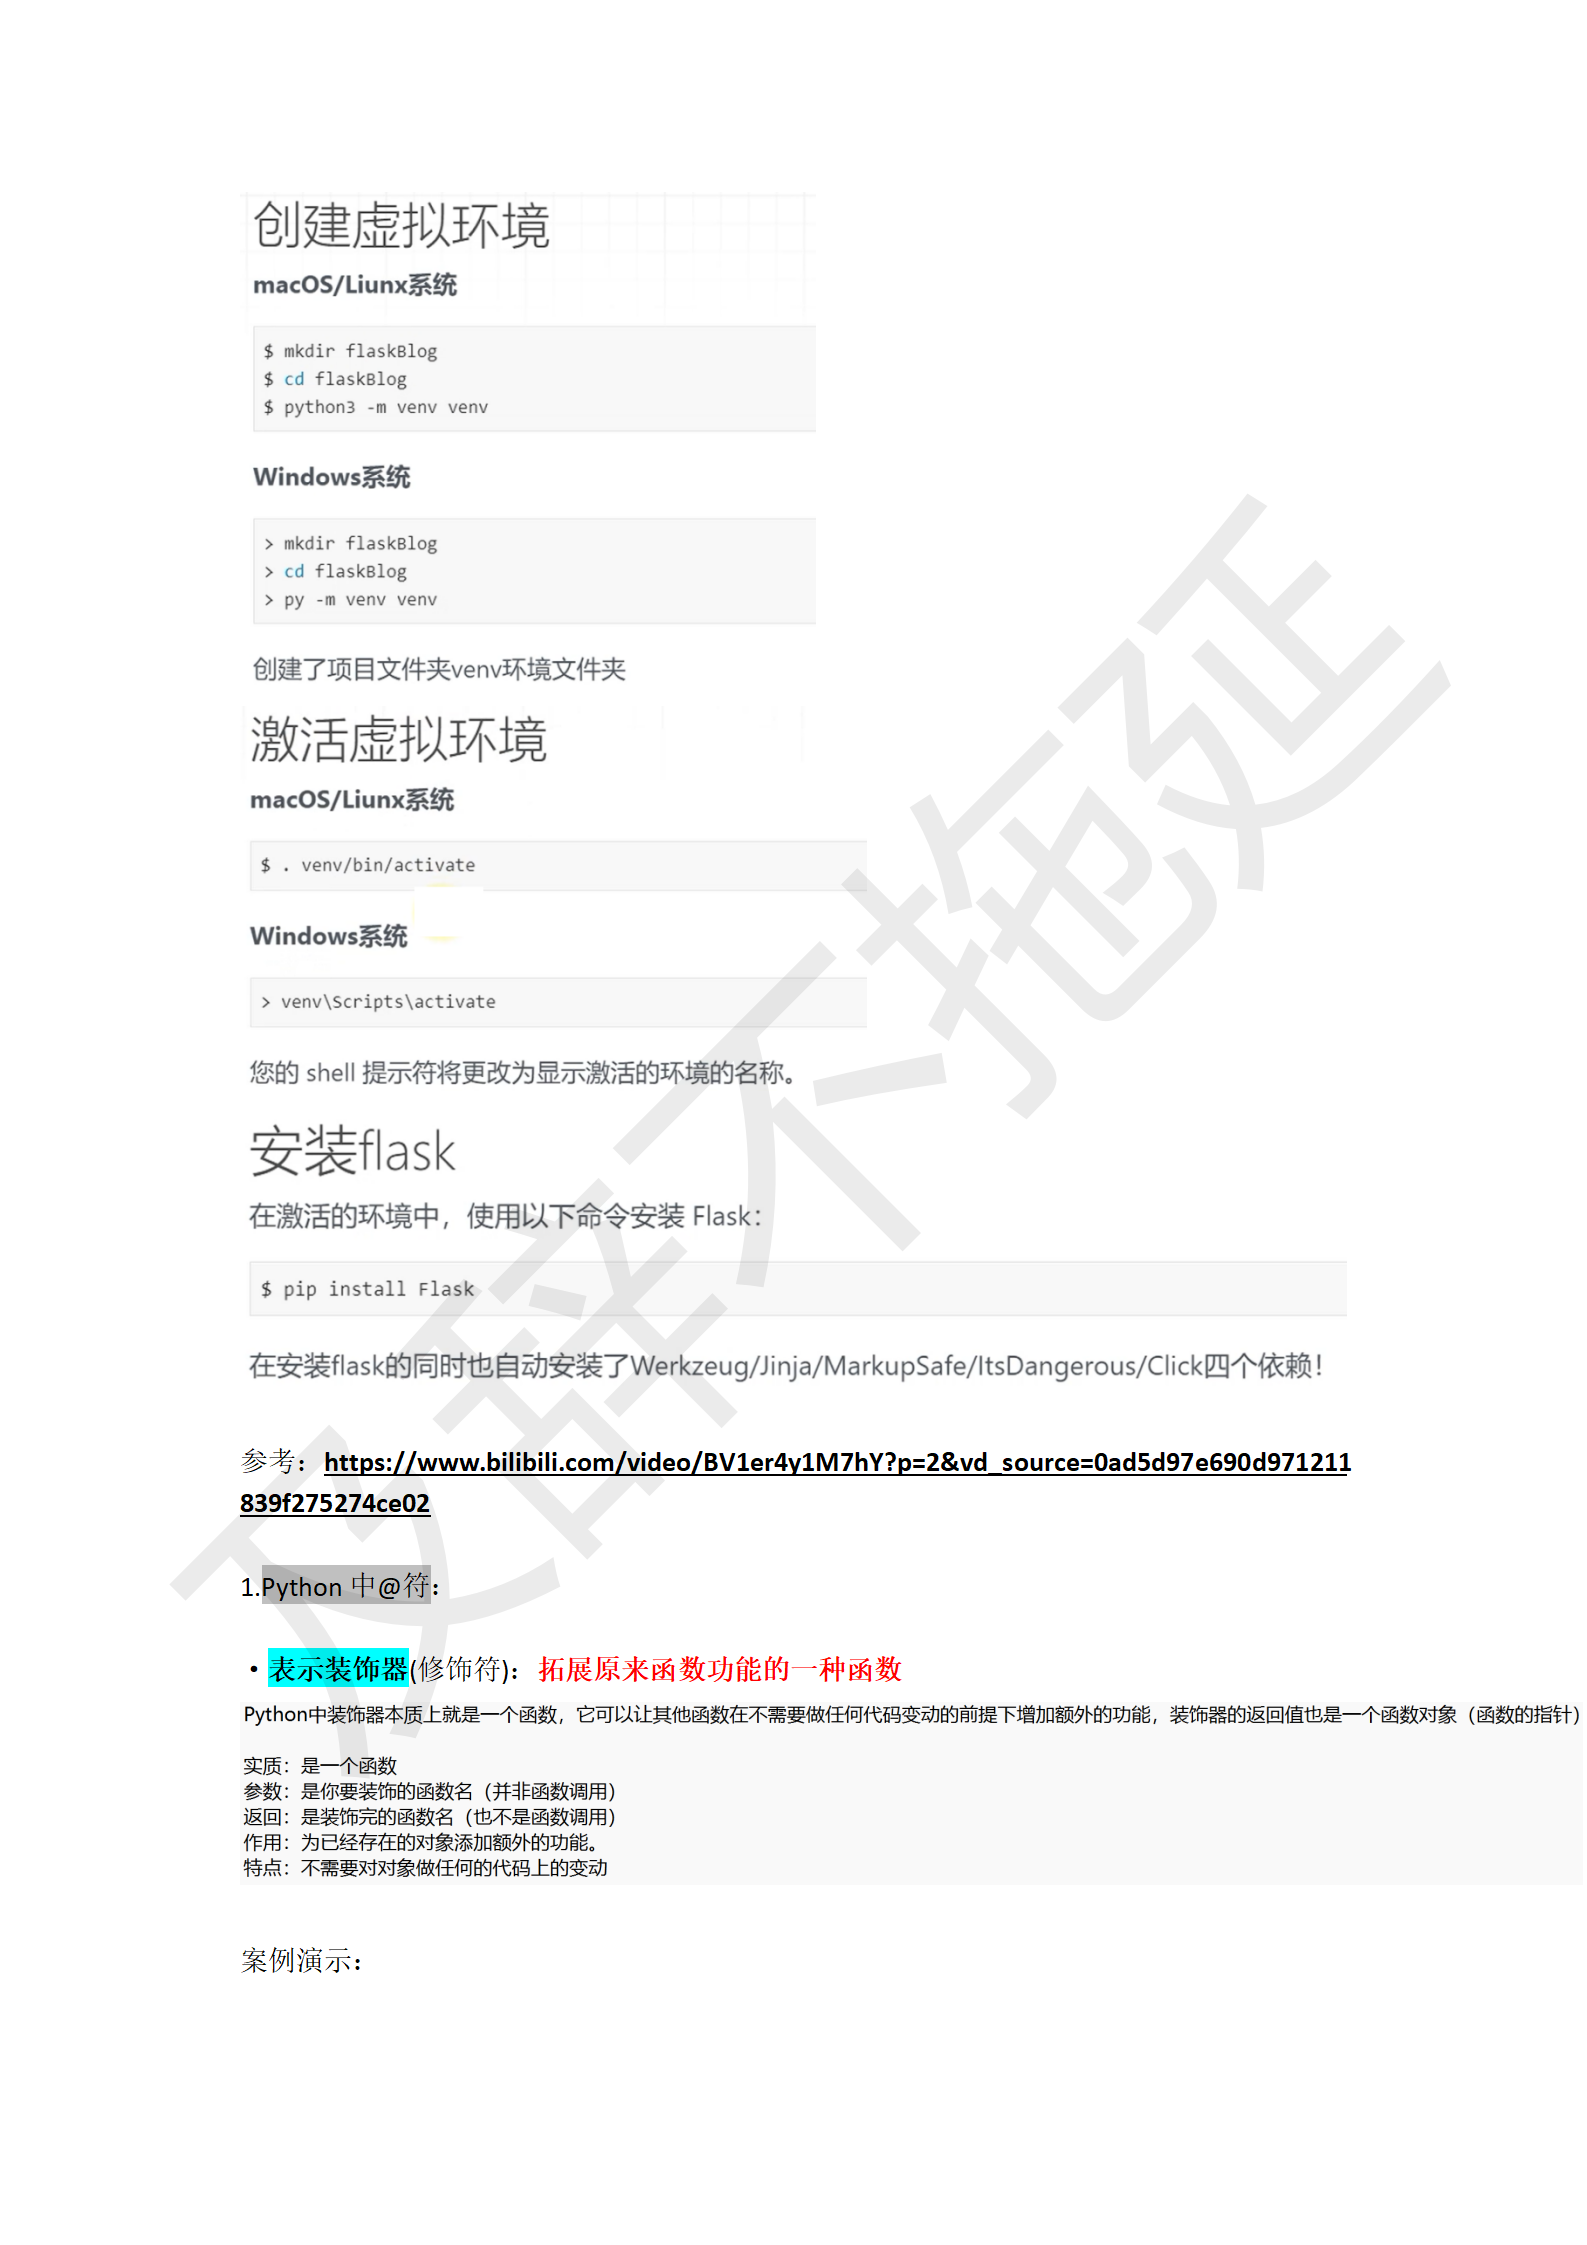 创建虚拟环境
macOS/Liunx系统
$ mkdir flaskBlog
$ cd flaskBlog
$ python3 -m venv venv
Windows系统
> mkdir flaskBlog
> cd flaskBlog
> py -m venv venv
创建了项目文件夹venv环境文件夹
激活虚拟环境
macOS/Liunx系统
$ . venv/bin/activate
Windows系统
> venv\Scripts\activate
您的 shell 提示符将更改为显示激活的环境的名称。
安装flask
在激活的环境中，使用以下命令安装 Flask：
$ pip install Flask
在安装flask的同时也自动安装了Werkzeug/Jinja/MarkupSafe/ItsDangerous/Click四个依赖！
参考：https://www.bilibili.com/video/BV1er4y1M7hY?p=2&vd_source=0ad5d97e690d971211
839f275274ce02
1.Python 中@符：
·表示装饰器(修饰符)：拓展原来函数功能的一种函数
Python中装饰器本质上就是一个函数，它可以让其他函数在不需要做任何代码变动的前提下增加额外的功能，装饰器的返回值也是一个函数对象（函数的指针）
实质：是一个函数
参数：是你要装饰的函数名（并非函数调用）
返回：是装饰完的函数名（也不是函数调用）
作用：为已经存在的对象添加额外的功能。
特点：不需要对对象做任何的代码上的变动
案例演示：
及辞不拖延